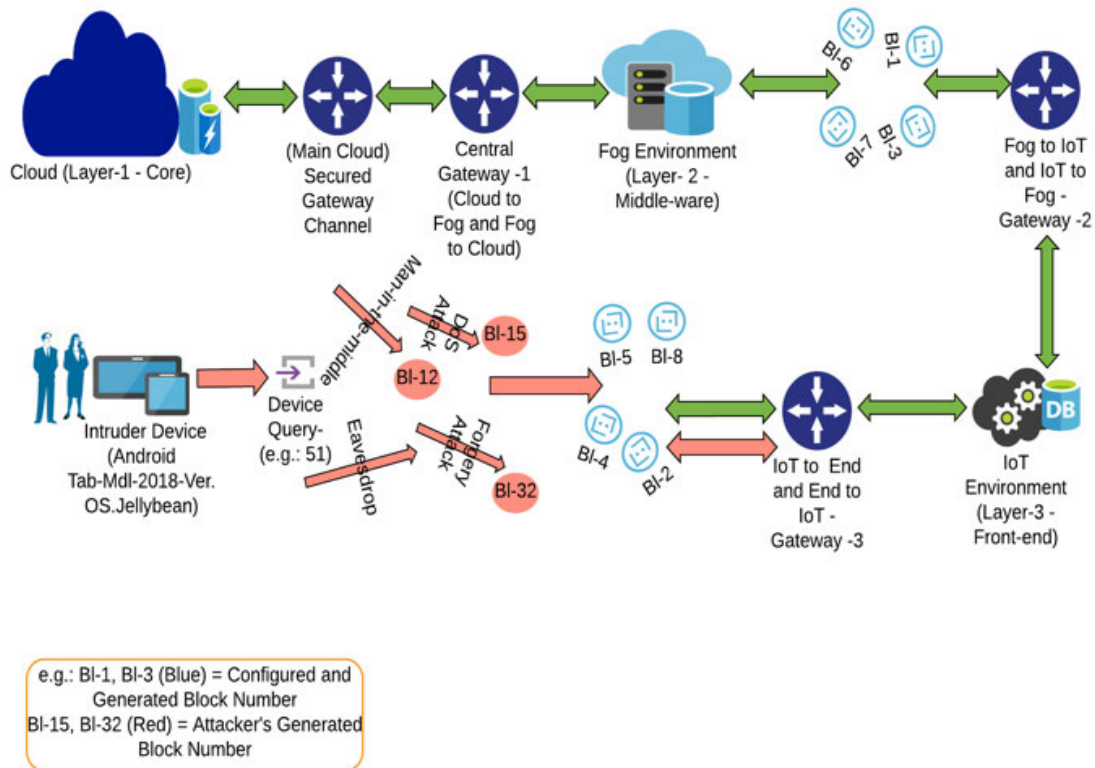 Bl-6
Bl-1
Bl-7
Bl-3
Cloud (Layer-1 - Core)
(Main Cloud)
Secured
Gateway
Channel
Central
Gateway -1
(Cloud to
Fog and Fog
to Cloud)
Fog Environment
(Layer- 2 -
Middle-ware)
Fog to IoT
and IoT to
Fog -
Gateway -2
Man-in-the-middle
DoS
Attack
Bl-15
Bl-12
Bl-5
Bl-8
Device
Query-
(e.g.: 51)
Intruder Device
(Android
Tab-Mdl-2018-Ver.
OS.Jellybean)
Eavesdrop
Forgery
Attack
Bl-32
Bl-4
Bl-2
IoT to End
and End to
IoT -
Gateway -3
DB
IoT
Environment
(Layer-3 -
Front-end)
e.g.: Bl-1, Bl-3 (Blue) = Configured and
Generated Block Number
Bl-15, Bl-32 (Red) = Attacker's Generated
Block Number